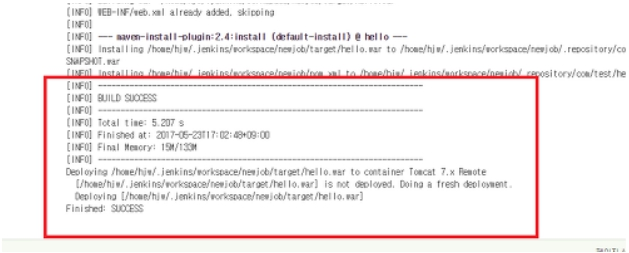 [INFO] WEB-INF/web.xml already added, skipping
[INFO]
[INFO] --- maven-install-plugin:2.4:install (default-install) @ hello ---
[INFO] Installing /home/hjw/.jenkins/workspace/newjob/target/hello.war to /home/hjw/.jenkins/workspace/newjob/.repository/co
SNAPSHOT.war
[INFO] Installing /home/hjw/.jenkins/workspace/newjob/pom.xml to /home/hjw/.jenkins/workspace/newjob/.repository/com/test/he
[INFO] ------------------------------------------------------------------------
[INFO] BUILD SUCCESS
[INFO] ------------------------------------------------------------------------
[INFO] Total time: 5.207 s
[INFO] Finished at: 2017-05-23T17:02:48+09:00
[INFO] Final Memory: 15M/133M
[INFO] ------------------------------------------------------------------------
Deploying /home/hjw/.jenkins/workspace/newjob/target/hello.war to container Tomcat 7.x Remote
[/home/hjw/.jenkins/workspace/newjob/target/hello.war] is not deployed. Doing a fresh deployment.
Deploying [/home/hjw/.jenkins/workspace/newjob/target/hello.war]
Finished: SUCCESS